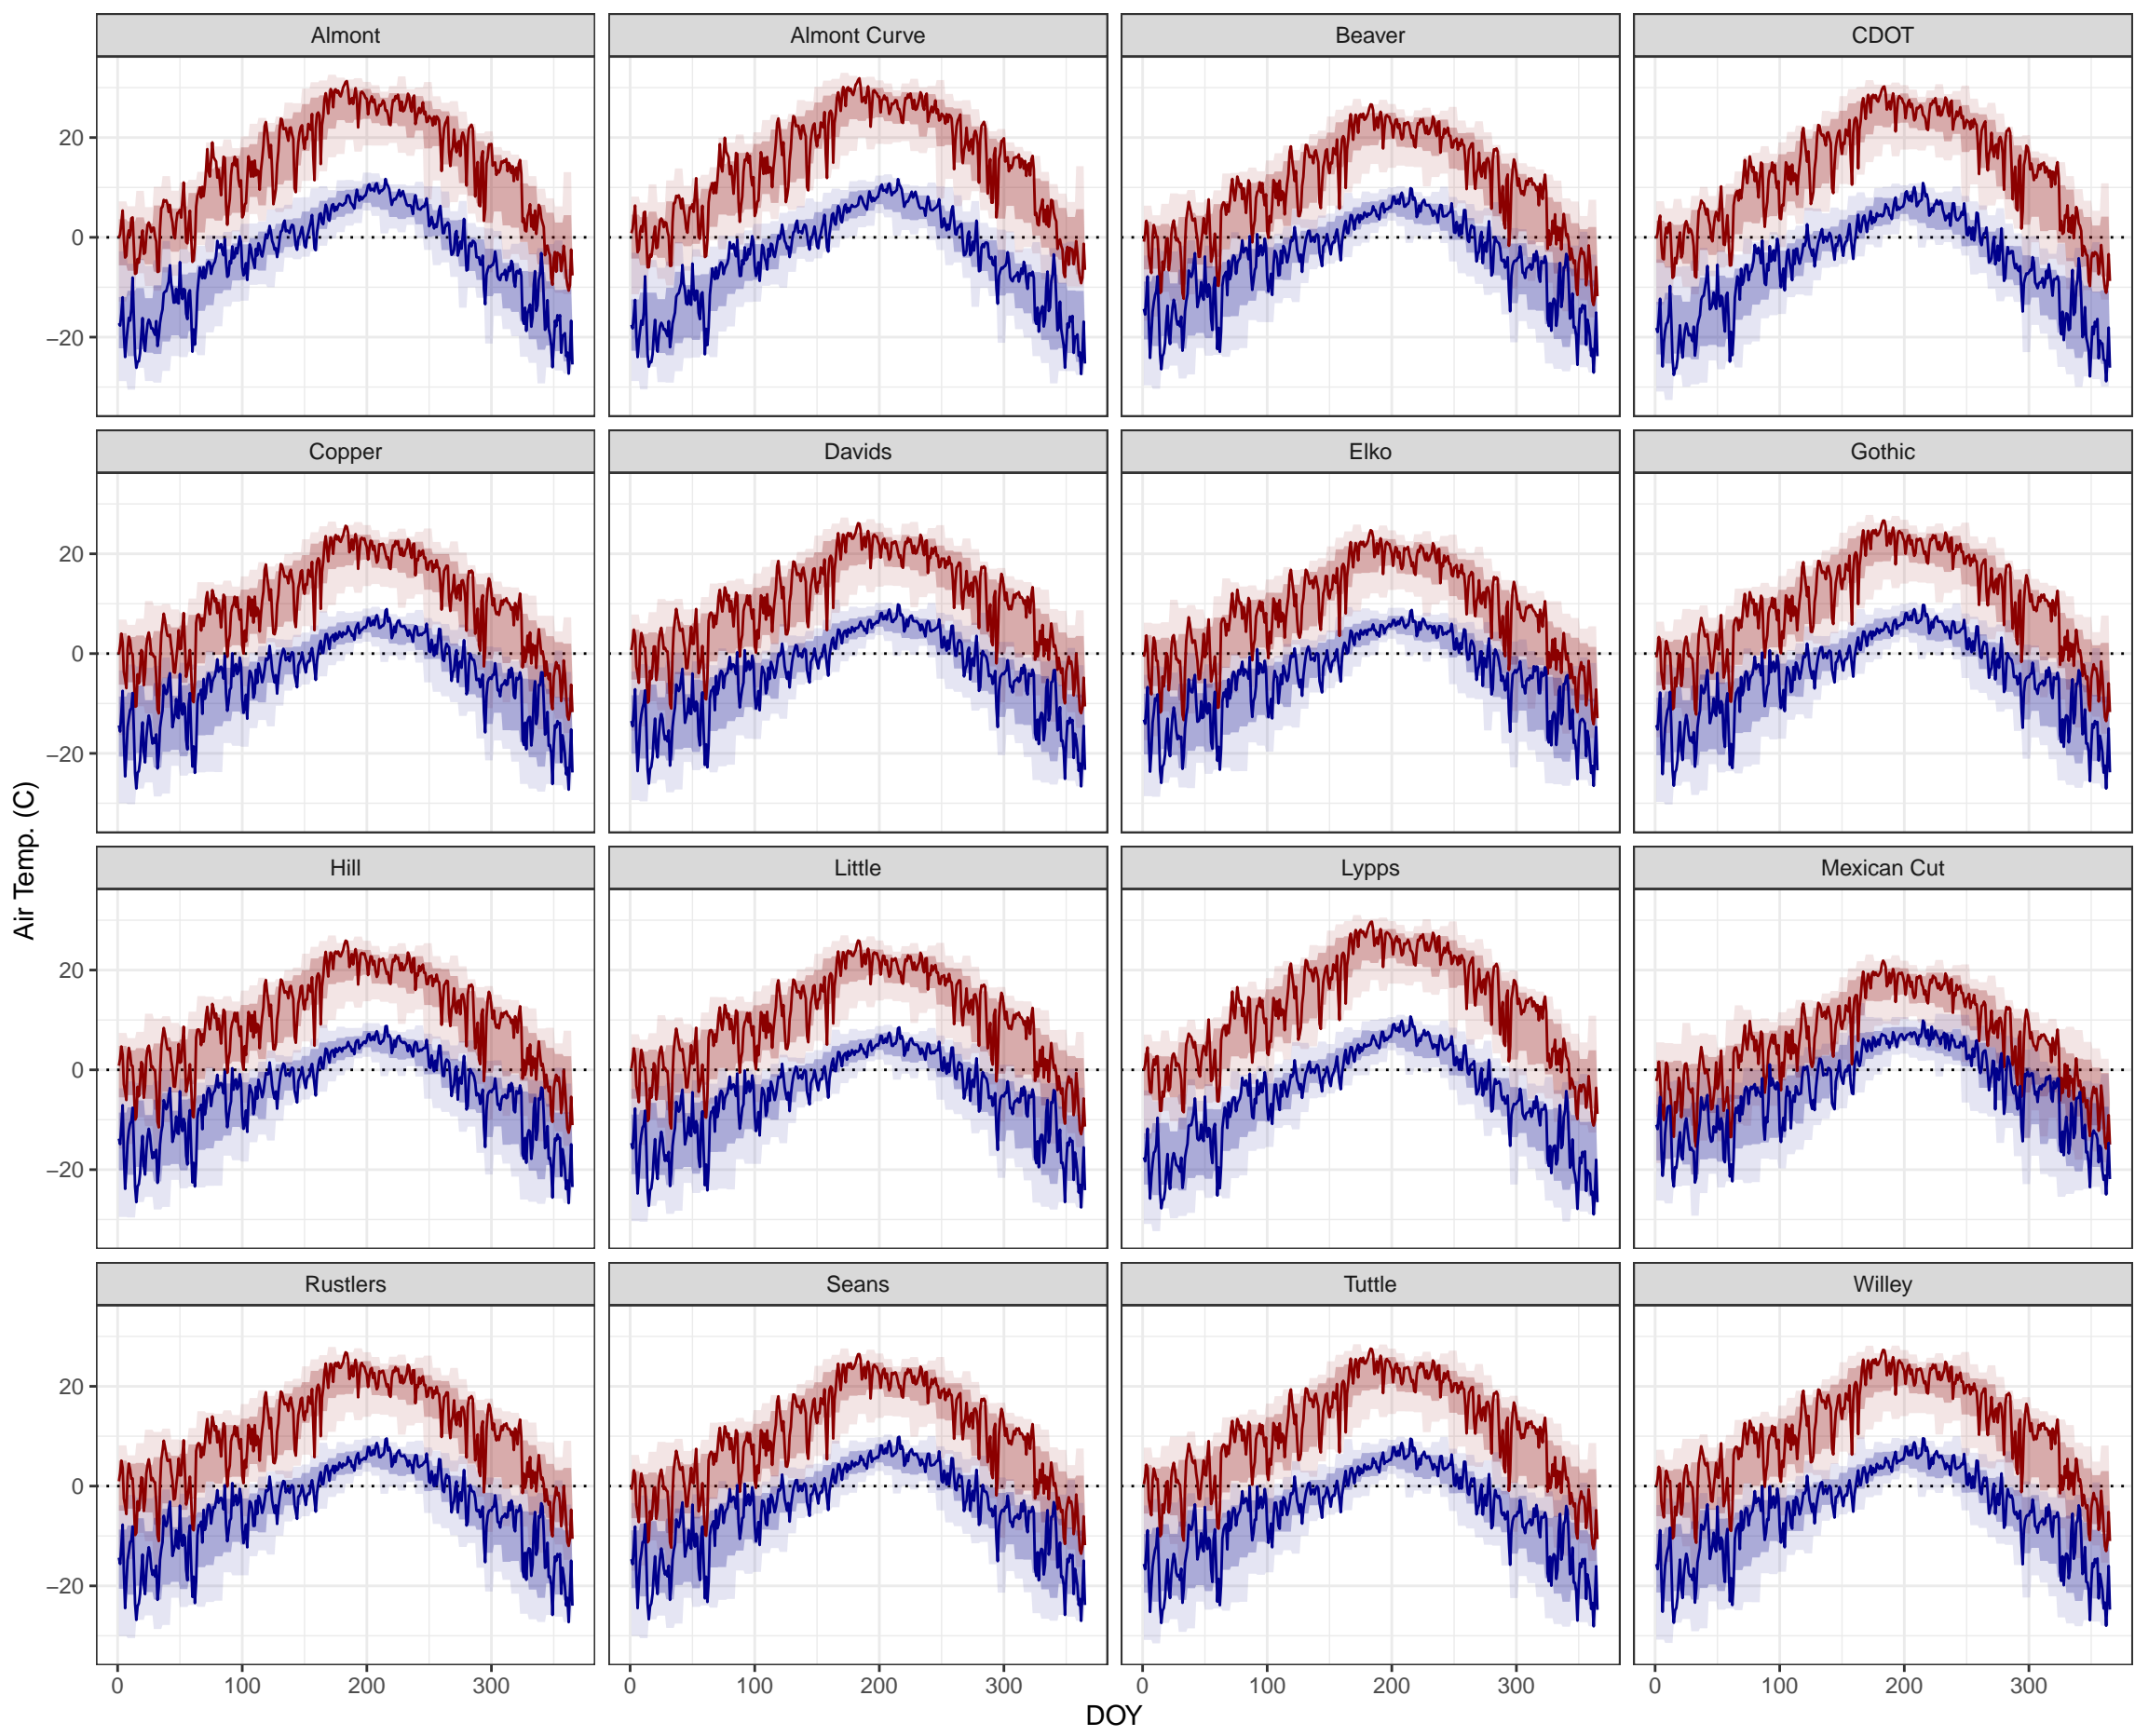 Almont Almont Curve Beaver CDOT
20
0
−20
Copper Davids Elko Gothic
20
0
−20
Air Temp. (C)
Hill Little Lypps Mexican Cut
20
0
−20
Rustlers Seans Tuttle Willey
20
0
−20
0 100 200 300 0 100 200 300 0 100 200 300 0 100 200 300
DOY